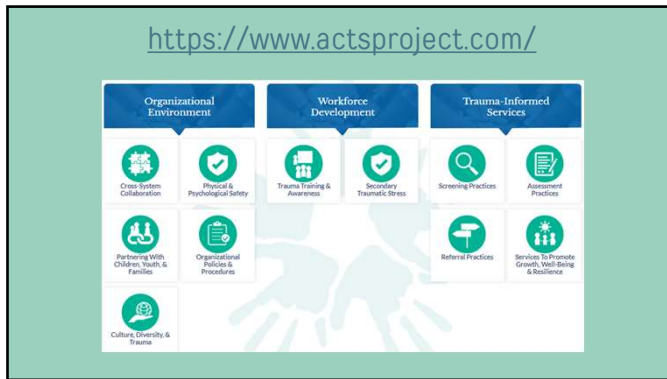 https://www.actsproject.com/
Organizational
Environment
Workforce
Development
Trauma-Informed
Services
Cross-System
Collaboration
Physical &
Psychological Safety
Trauma Training &
Awareness
Secondary
Traumatic Stress
Screening Practices
Assessment
Practices
Partnering With
Children, Youth, &
Families
Organizational
Policies &
Procedures
Referral Practices
Services To Promote
Growth, Well-Being
& Resilience
Culture, Diversity, &
Trauma